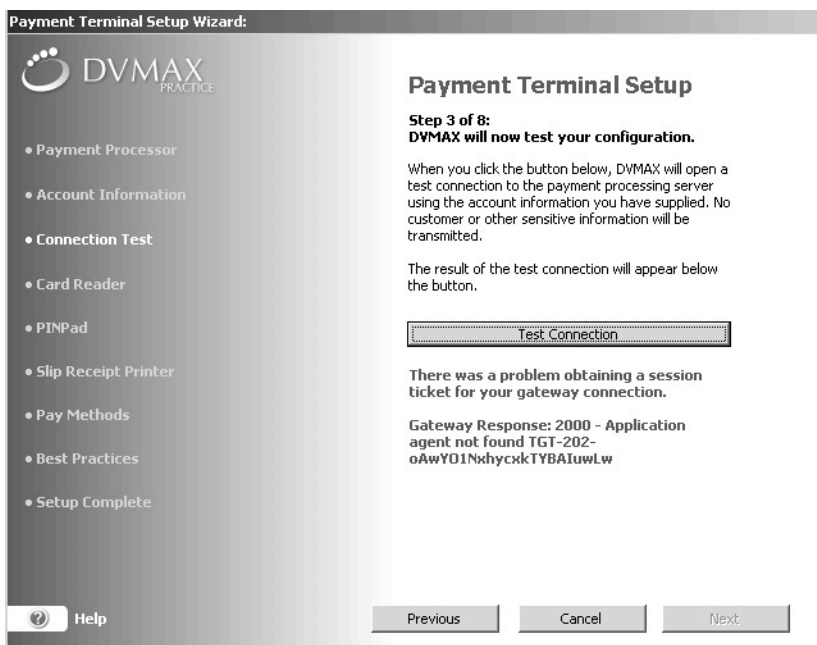 Payment Terminal Setup Wizard:
DVMAX
PRACTICE
• Payment Processor
• Account Information
• Connection Test
• Card Reader
• PINPad
• Slip Receipt Printer
• Pay Methods
• Best Practices
• Setup Complete
? Help
Payment Terminal Setup
Step 3 of 8:
DVMAX will now test your configuration.
When you click the button below, DVMAX will open a
test connection to the payment processing server
using the account information you have supplied. No
customer or other sensitive information will be
transmitted.
The result of the test connection will appear below
the button.
Test Connection
There was a problem obtaining a session
ticket for your gateway connection.
Gateway Response: 2000 - Application
agent not found TGT-202-
oAwYO1NxhycxkTYBAIuwLw
Previous
Cancel
Next